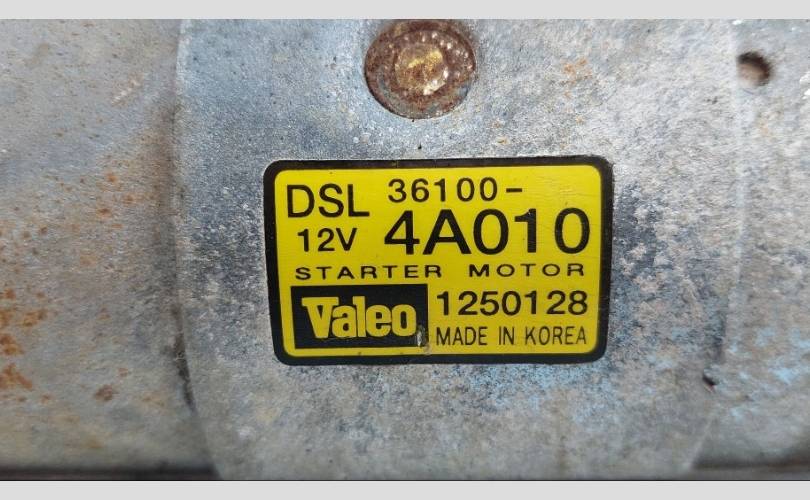 DSL 36100-
12V 4A010
STARTER MOTOR
Valeo 1250128
MADE IN KOREA